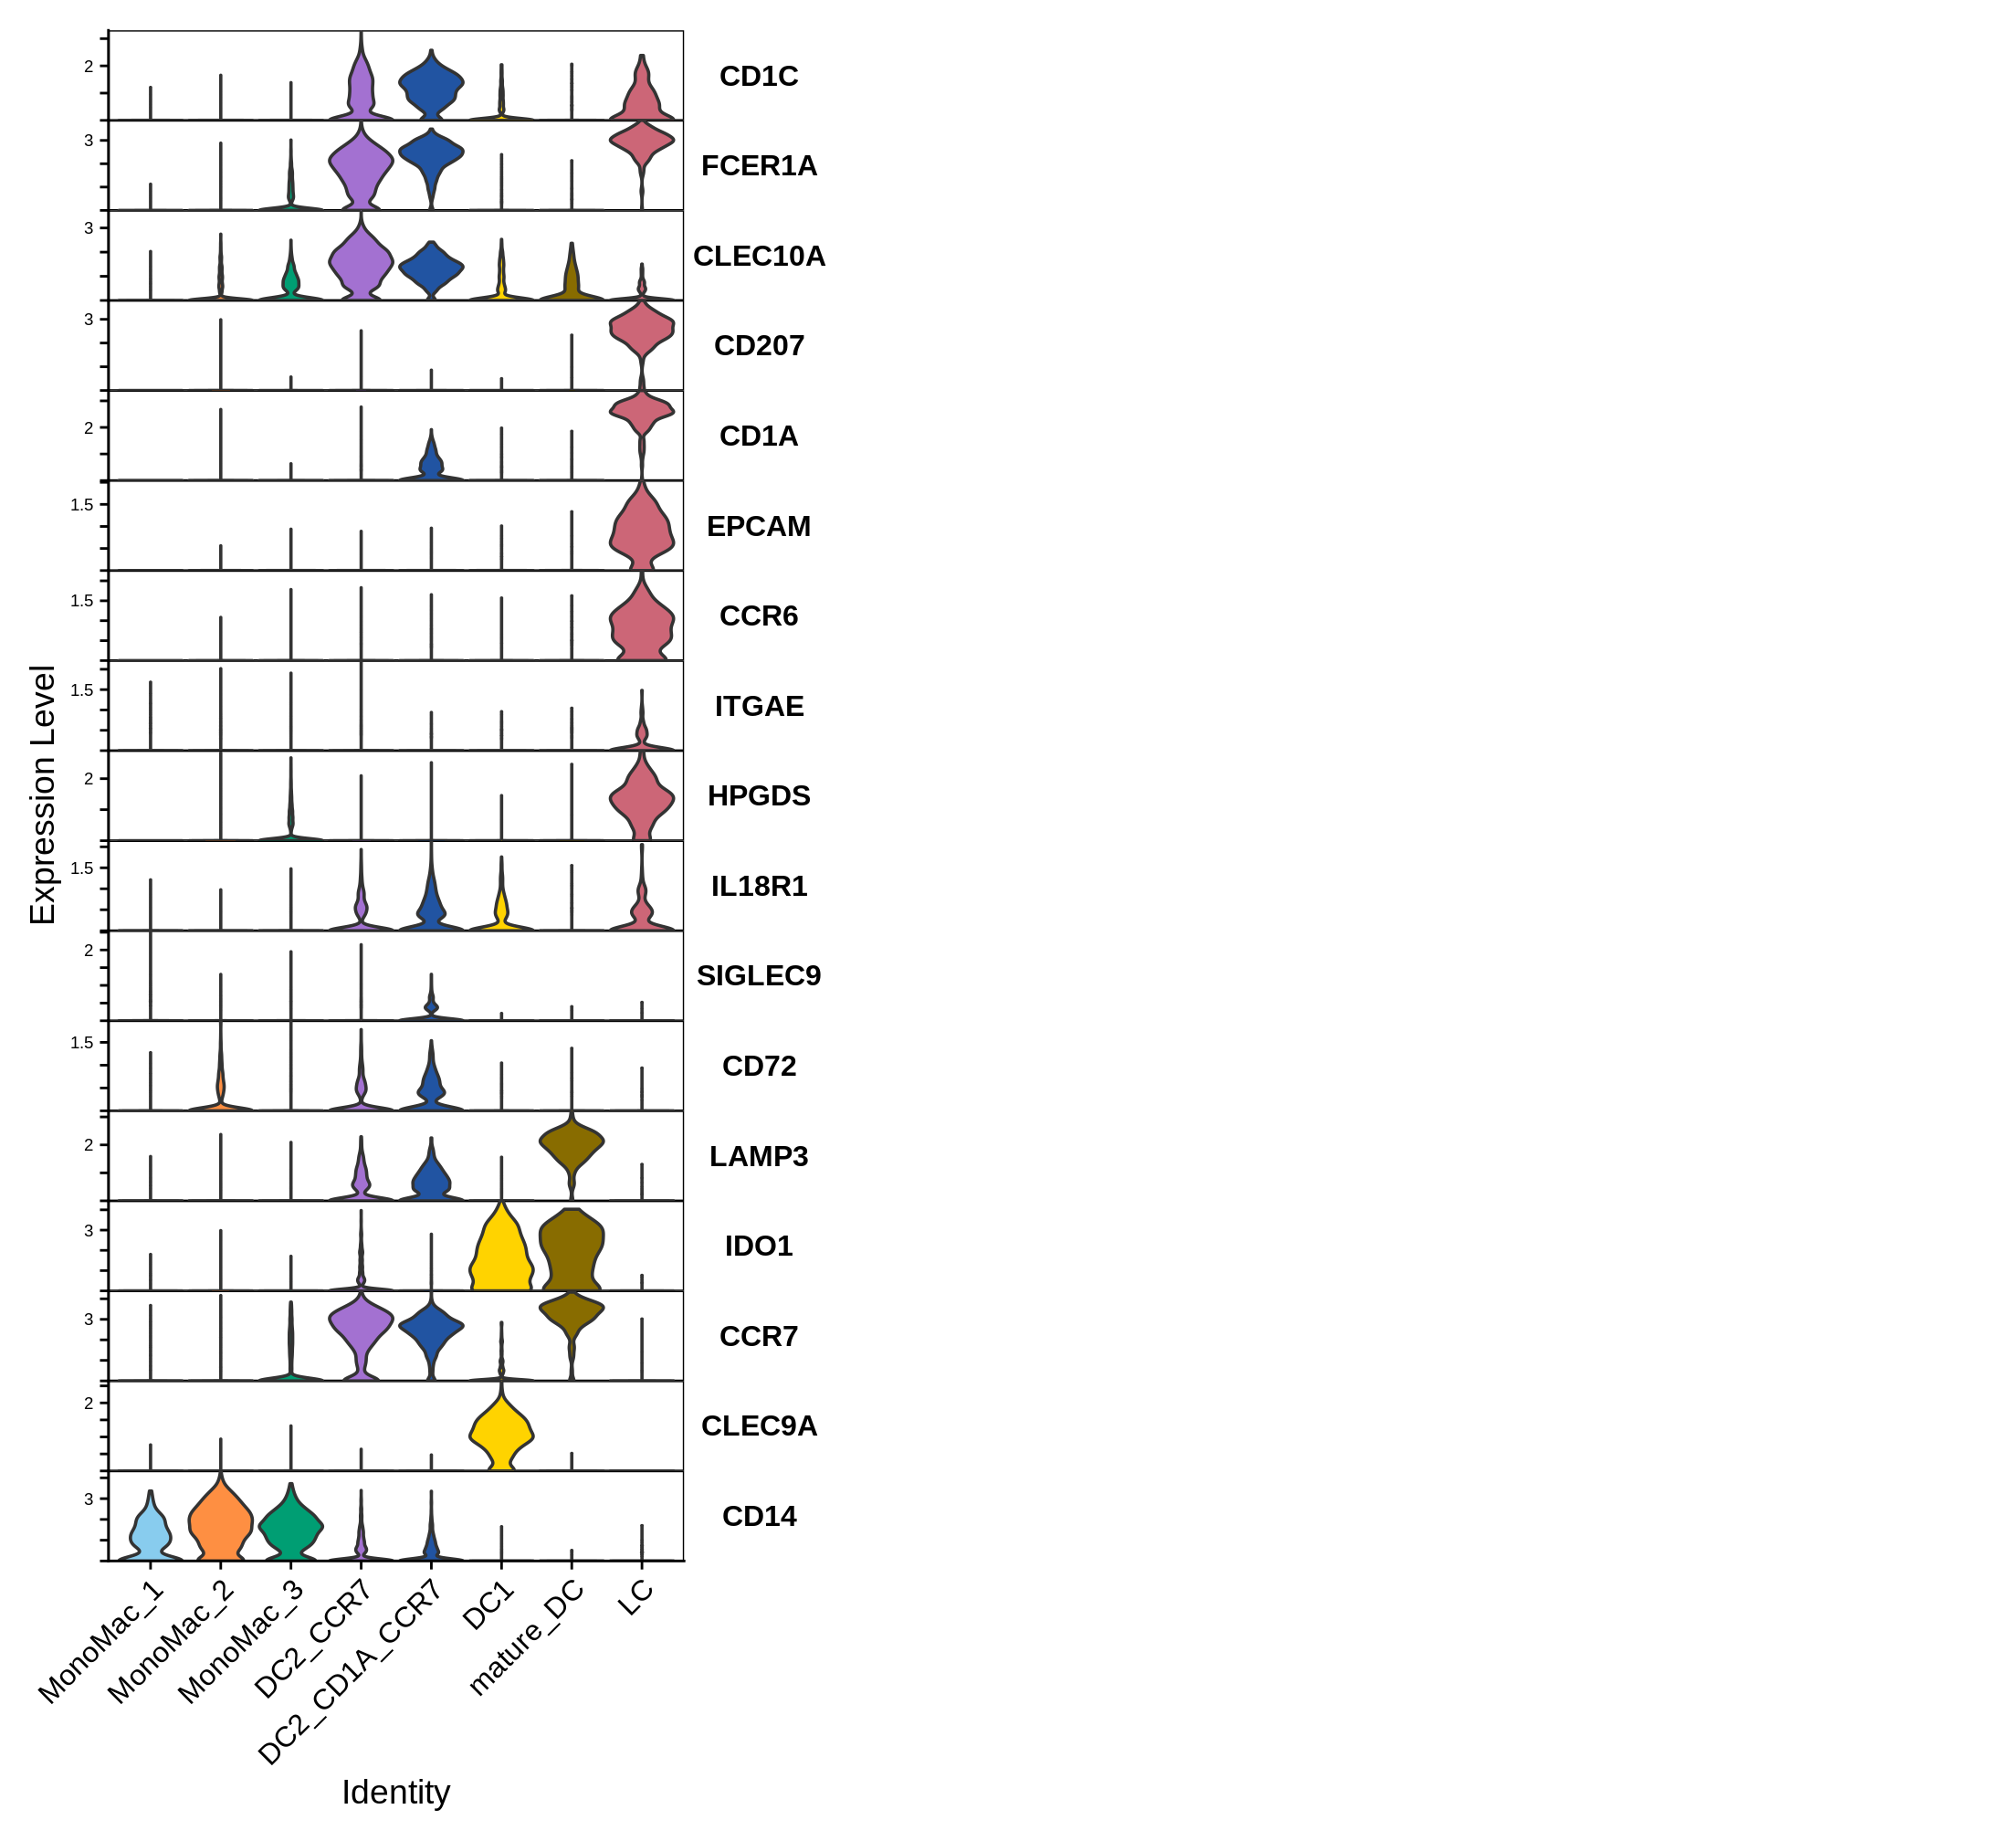 Expression Level
2 CD1C
3 FCER1A
3 CLEC10A
3 CD207
2 CD1A
1.5 EPCAM
1.5 CCR6
1.5 ITGAE
2 HPGDS
1.5 IL18R1
2 SIGLEC9
1.5 CD72
2 LAMP3
3 IDO1
3 CCR7
2 CLEC9A
3 CD14
MonoMac_1
MonoMac_2
MonoMac_3
DC2_CCR7
DC2_CD1A_CCR7
DC1
mature_DC
LC
Identity